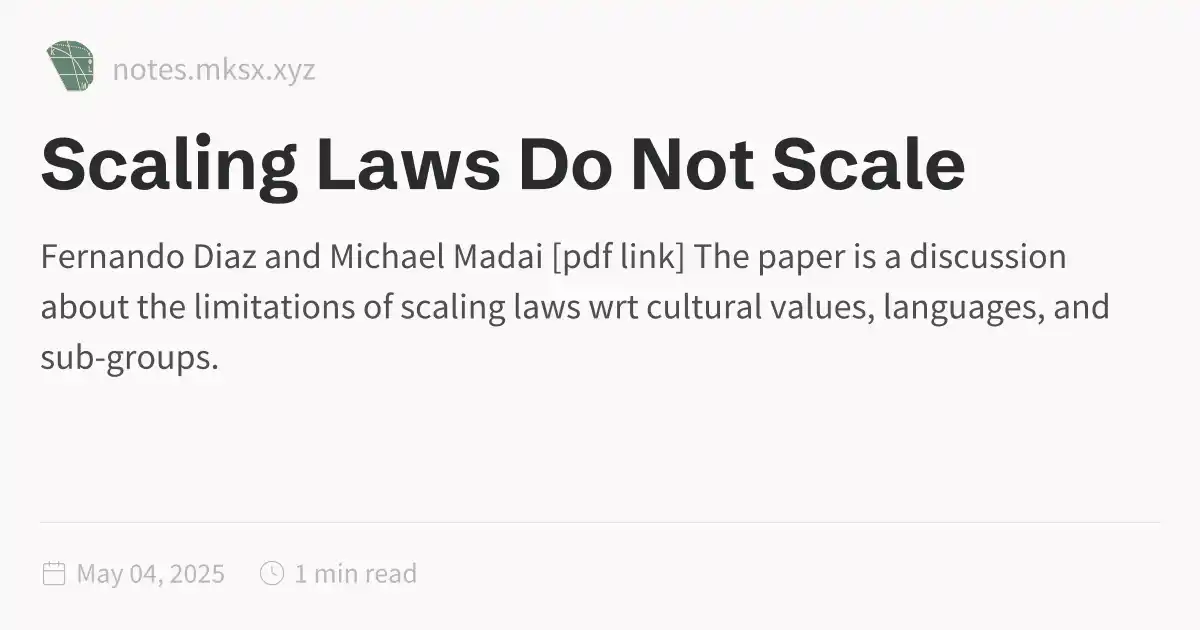 notes.mksx.xyz
Scaling Laws Do Not Scale
Fernando Diaz and Michael Madai [pdf link] The paper is a discussion
about the limitations of scaling laws wrt cultural values, languages, and
sub-groups.
May 04, 2025 1 min read